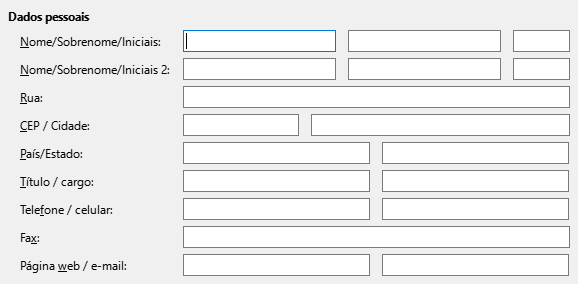 Dados pessoais
Nome/Sobrenome/Iniciais:
Nome/Sobrenome/Iniciais 2:
Rua:
CEP / Cidade:
País/Estado:
Título / cargo:
Telefone / celular:
Fax:
Página web / e-mail: